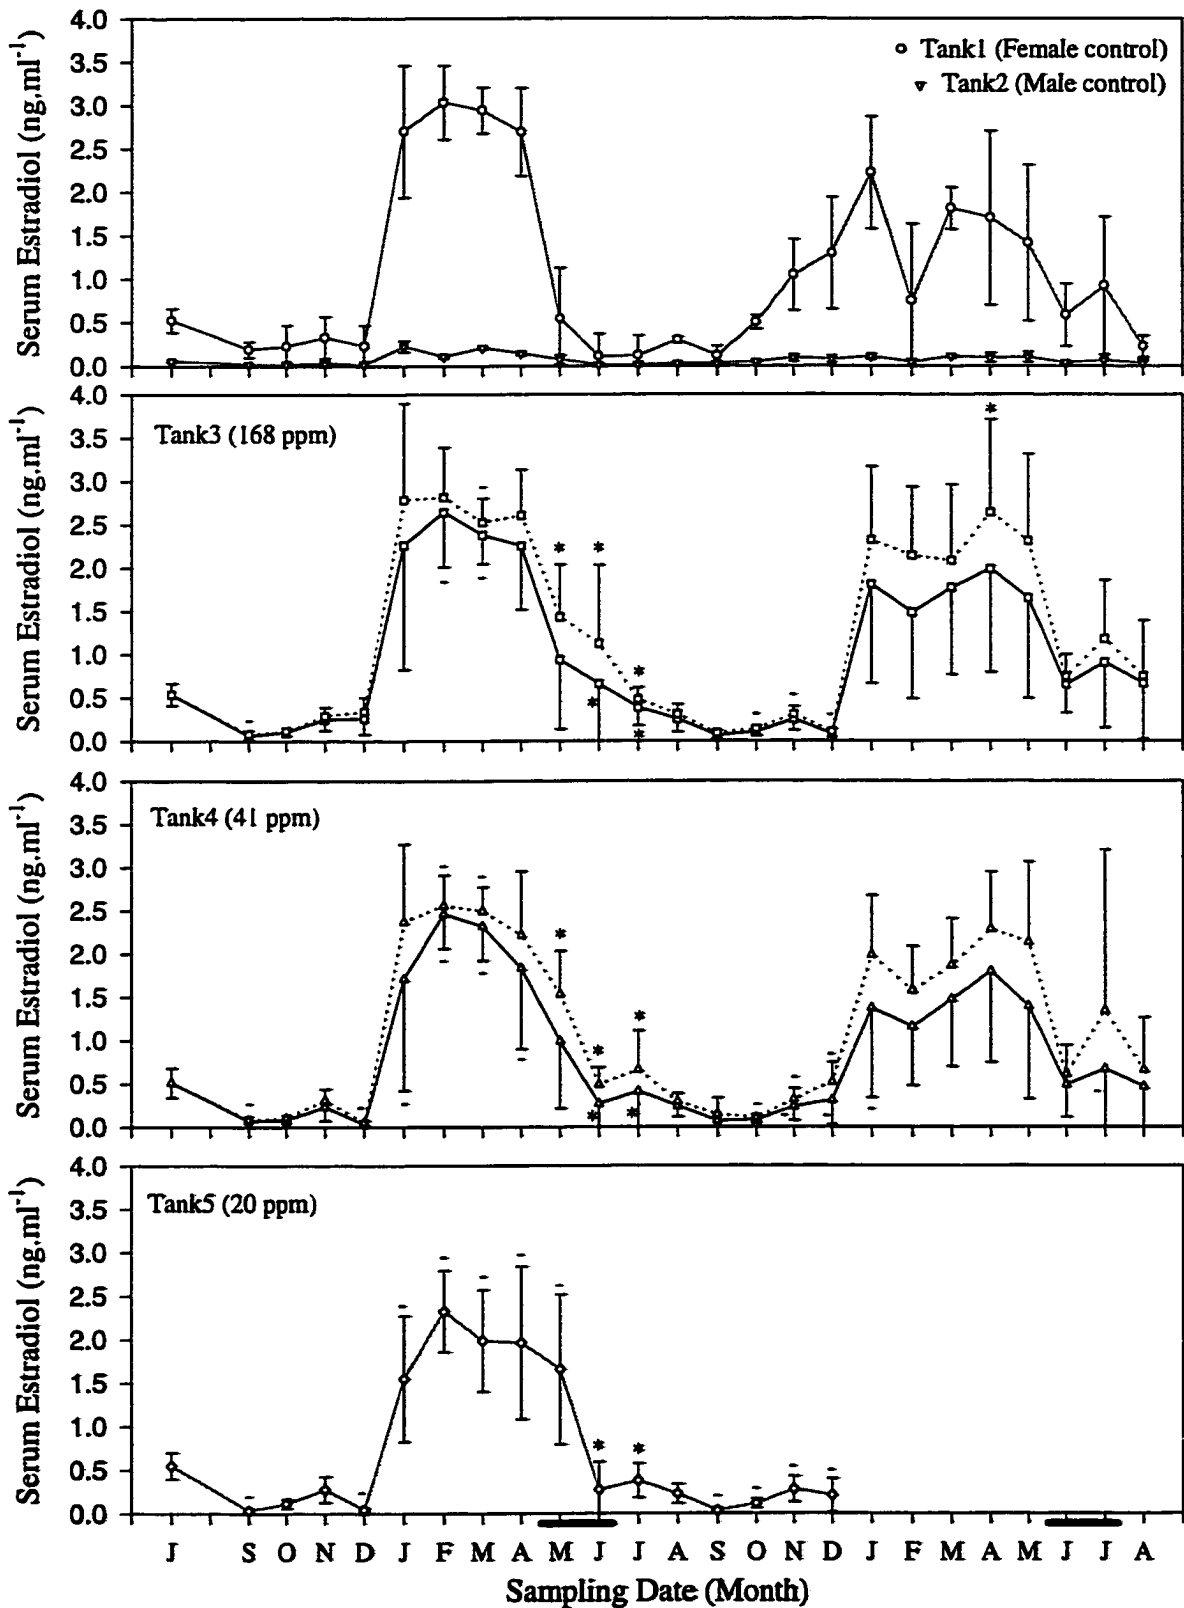 4.0
3.5
3.0
2.5
2.0
1.5
1.0
0.5
0.0
Serum Estradiol (ng.ml-1)
Tank1 (Female control)
Tank2 (Male control)
4.0
3.5
3.0
2.5
2.0
1.5
1.0
0.5
0.0
Serum Estradiol (ng.ml-1)
Tank3 (168 ppm)
* * * * * *
4.0
3.5
3.0
2.5
2.0
1.5
1.0
0.5
0.0
Serum Estradiol (ng.ml-1)
Tank4 (41 ppm)
* * * * *
4.0
3.5
3.0
2.5
2.0
1.5
1.0
0.5
0.0
Serum Estradiol (ng.ml-1)
Tank5 (20 ppm)
* *
J S O N D J F M A M J J A S O N D J F M A M J J A
Sampling Date (Month)